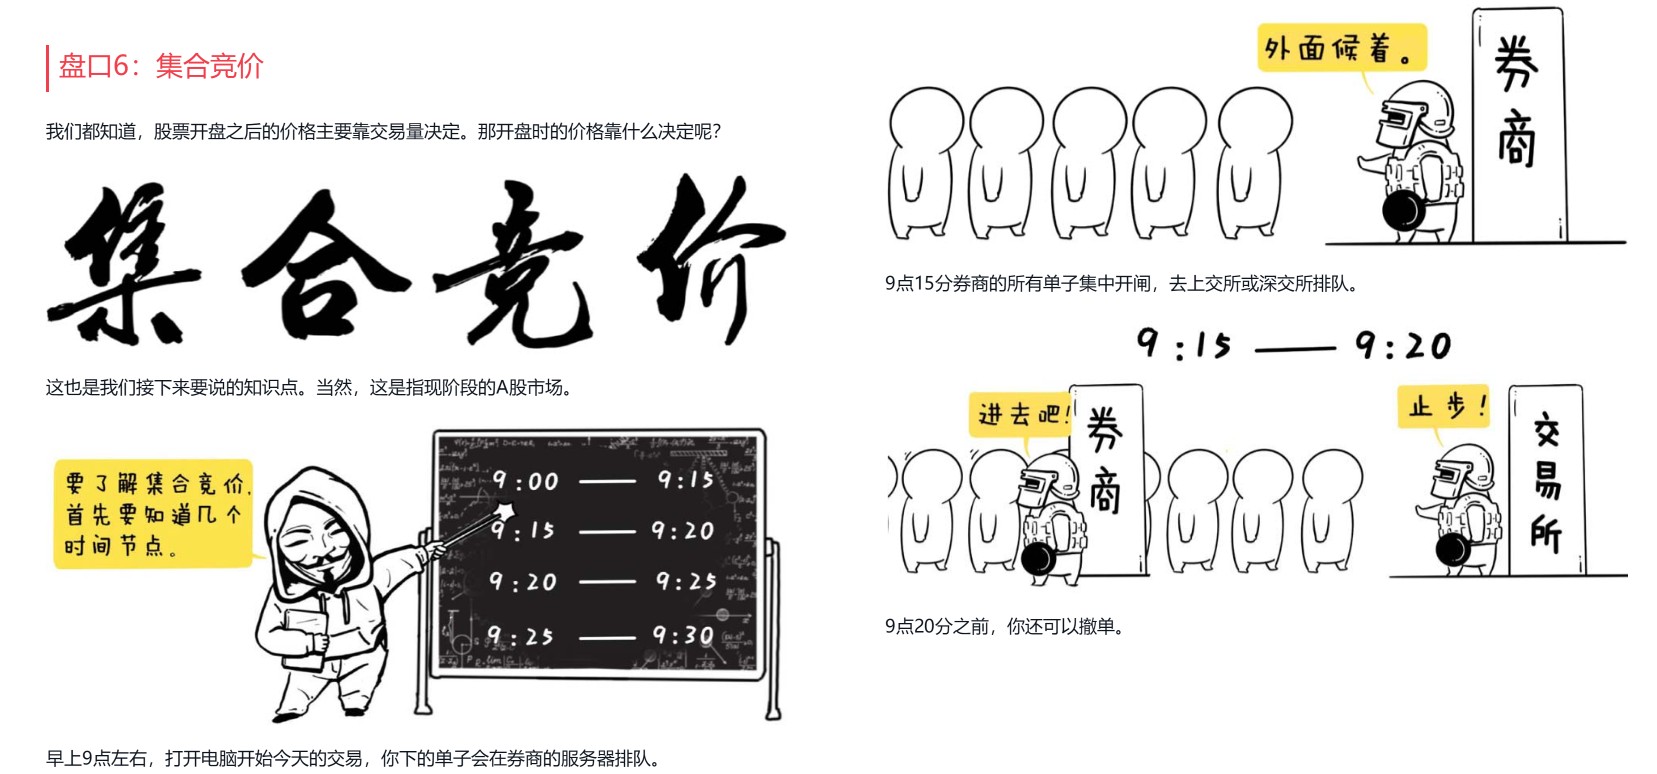 盘口6：集合竞价
我们都知道，股票开盘之后的价格主要靠交易量决定。那开盘时的价格靠什么决定呢？
集合竞价
这也是我们接下来要说的知识点。当然，这是指现阶段的A股市场。
要了解集合竞价,
首先要知道几个
时间节点。
9:00 —— 9:15
9:15 —— 9:20
9:20 —— 9:25
9:25 —— 9:30
早上9点左右，打开电脑开始今天的交易，你下的单子会在券商的服务器排队。
外面候着。
券商
9点15分券商的所有单子集中开闸，去上交所或深交所排队。
9:15 —— 9:20
进去吧!
券商
止步!
交易所
9点20分之前，你还可以撤单。